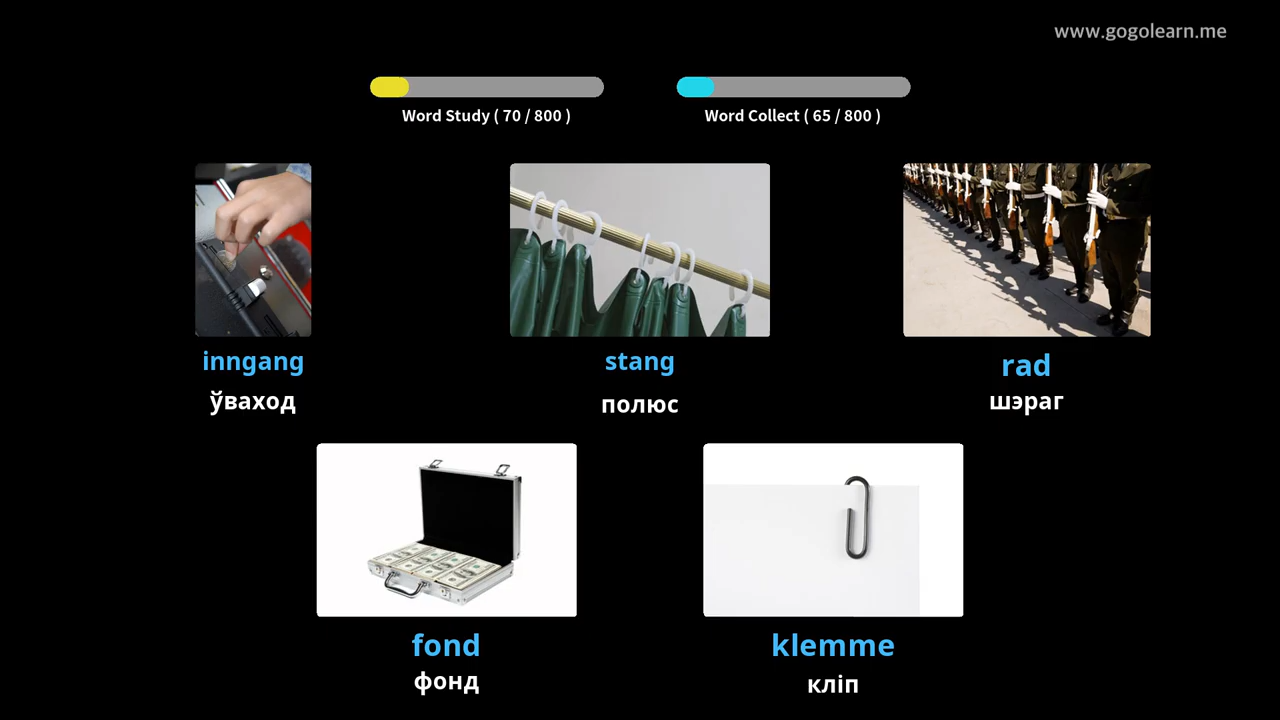 www.gogolearn.me
Word Study ( 70 / 800 )
Word Collect ( 65 / 800 )
inngang
ўваход
stang
полюс
rad
шэраг
fond
фонд
klemme
кліп